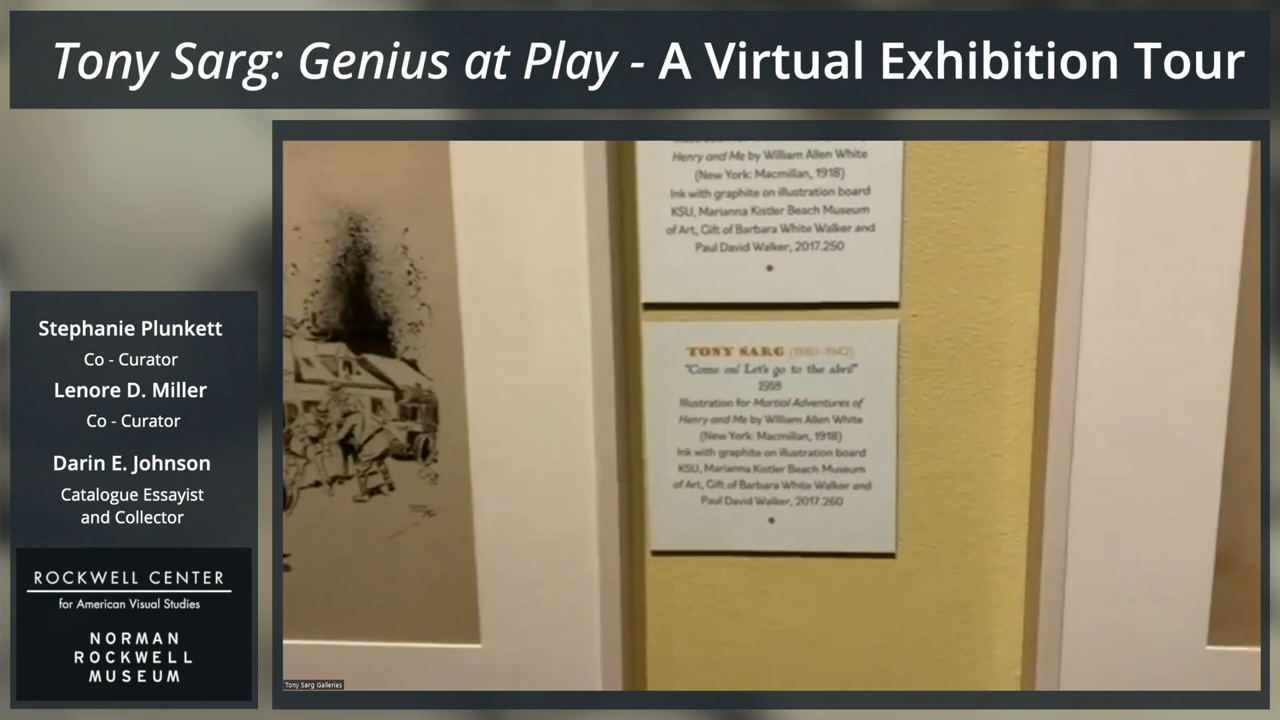 Tony Sarg: Genius at Play - A Virtual Exhibition Tour
Stephanie Plunkett
Co - Curator
Lenore D. Miller
Co - Curator
Darin E. Johnson
Catalogue Essayist
and Collector
ROCKWELL CENTER
for American Visual Studies
NORMAN
ROCKWELL
MUSEUM
Henry and Me by William Allen White
(New York: Macmillan, 1918)
Ink with graphite on illustration board
KSU, Marianna Kistler Beach Museum
of Art, Gift of Barbara White Walker and
Paul David Walker, 2017.250
TONY SARG (1880–1942)
"Come on! Let's go to the abri!"
1918
Illustration for Martial Adventures of
Henry and Me by William Allen White
(New York: Macmillan, 1918)
Ink with graphite on illustration board
KSU, Marianna Kistler Beach Museum
of Art, Gift of Barbara White Walker and
Paul David Walker, 2017.260
Tony Sarg Galleries